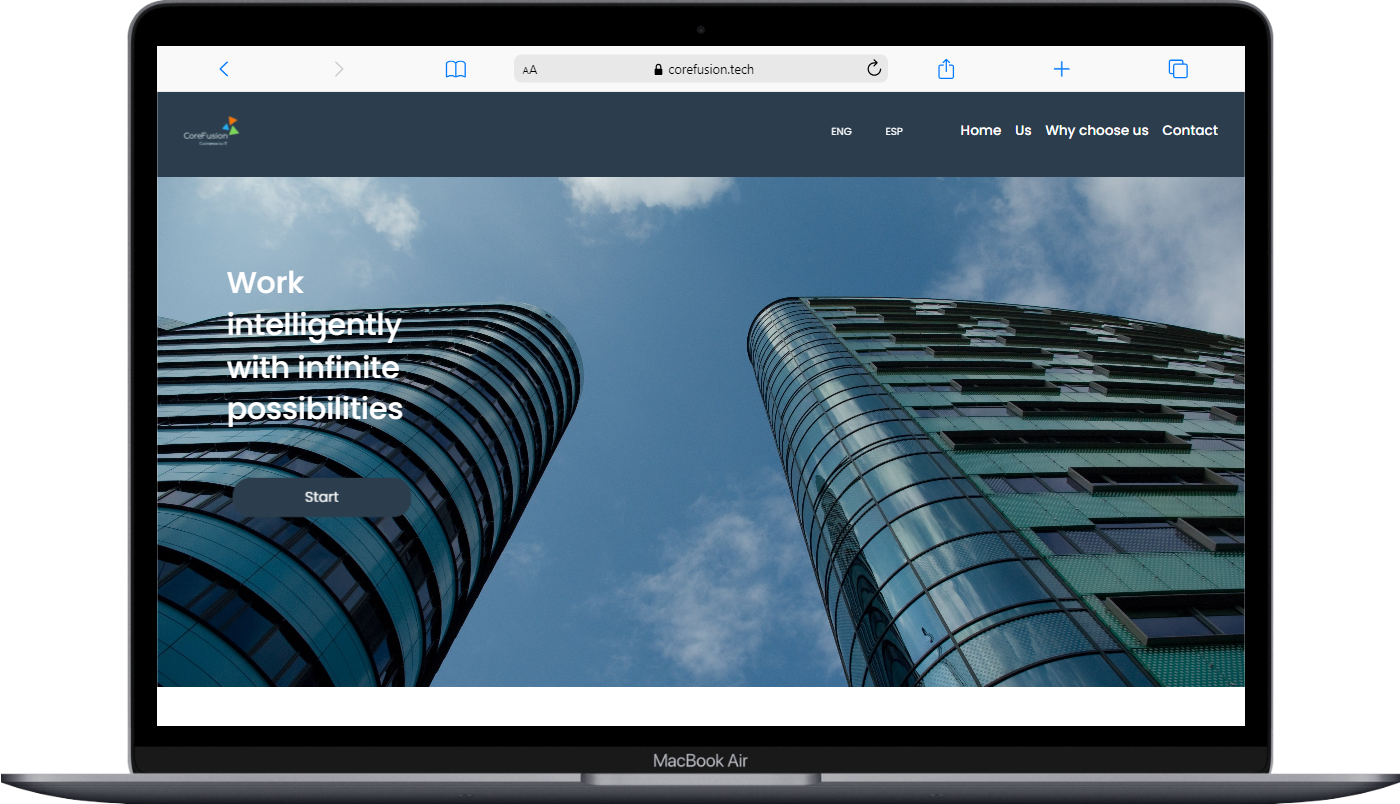 AA
corefusion.tech
CoreFusion
ENG
ESP
Home
Us
Why choose us
Contact
Work
intelligently
with infinite
possibilities
Start
MacBook Air